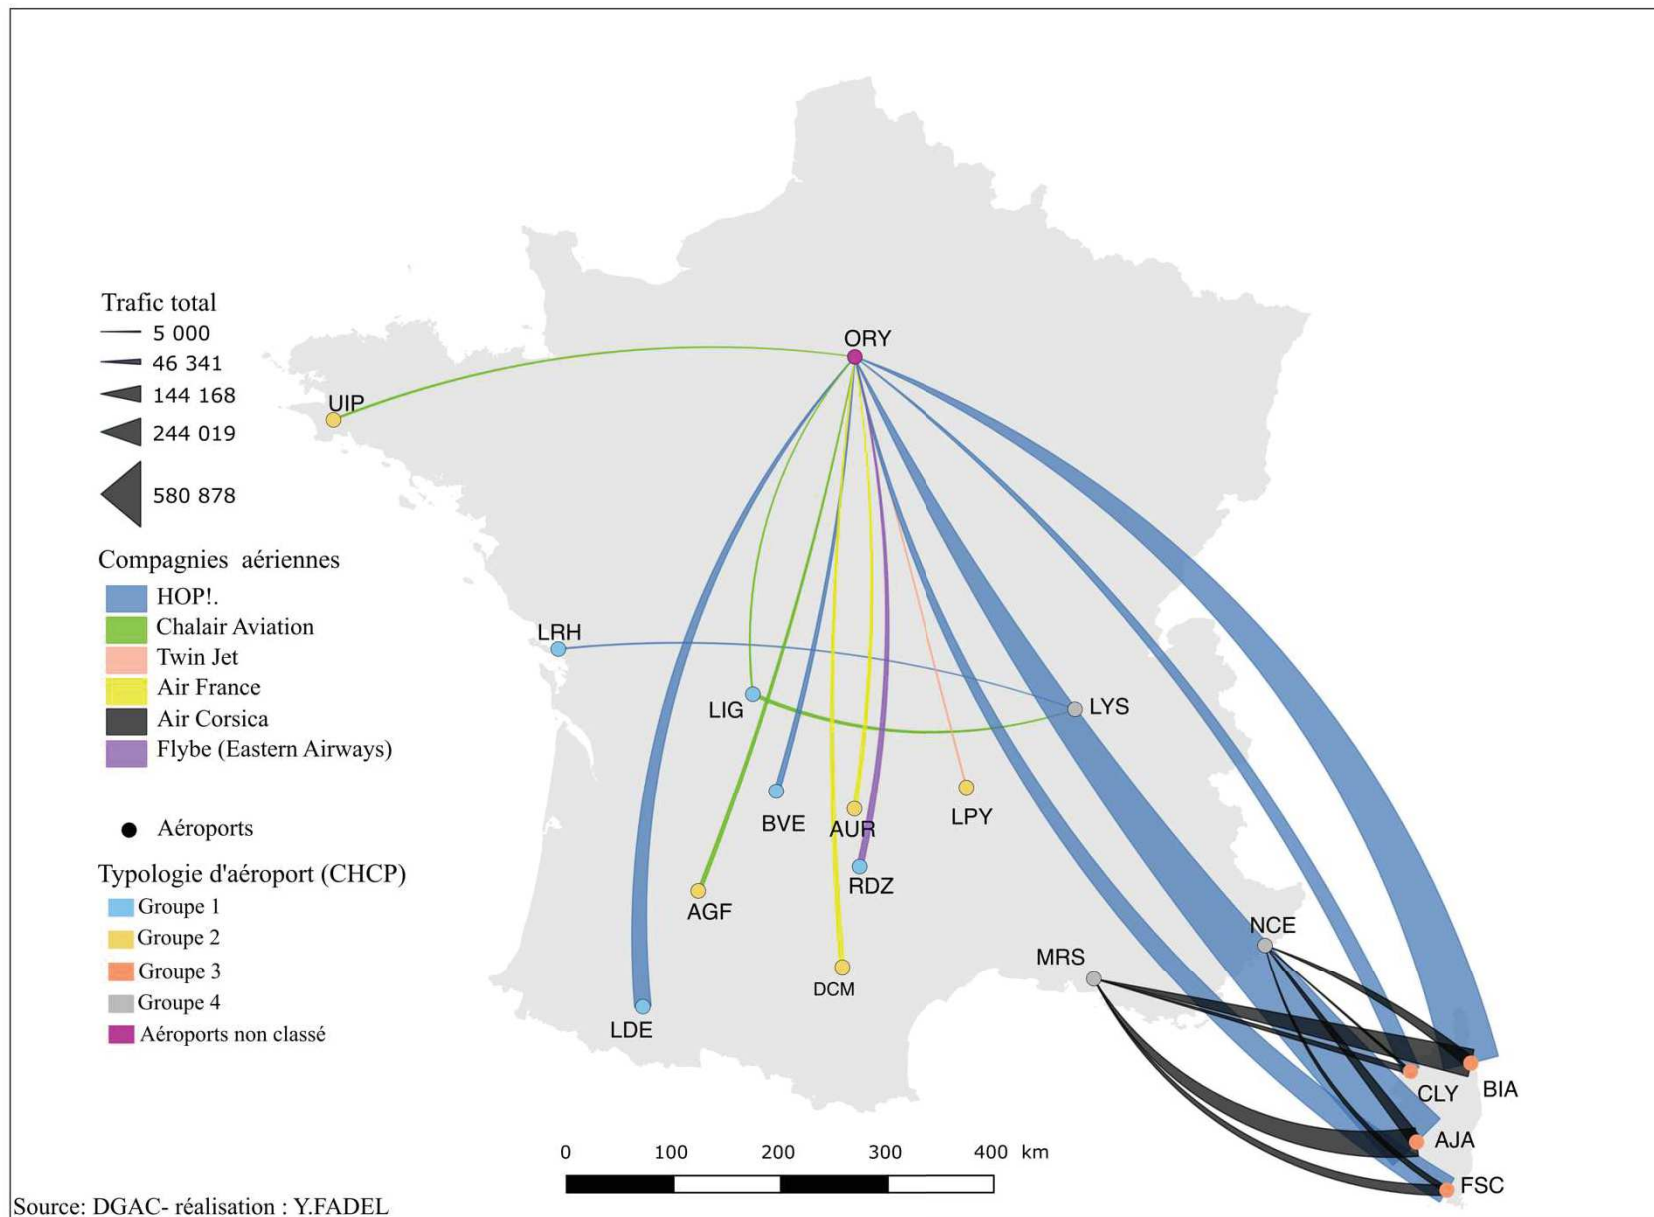 Trafic total
5 000
46 341
144 168
244 019
580 878
Compagnies aériennes
HOP!.
Chalair Aviation
Twin Jet
Air France
Air Corsica
Flybe (Eastern Airways)
Aéroports
Typologie d'aéroport (CHCP)
Groupe 1
Groupe 2
Groupe 3
Groupe 4
Aéroports non classé
ORY
UIP
LRH
LIG
LYS
BVE
AUR
LPY
RDZ
AGF
NCE
MRS
DCM
LDE
CLY
BIA
AJA
FSC
0 100 200 300 400 km
Source: DGAC- réalisation : Y.FADEL